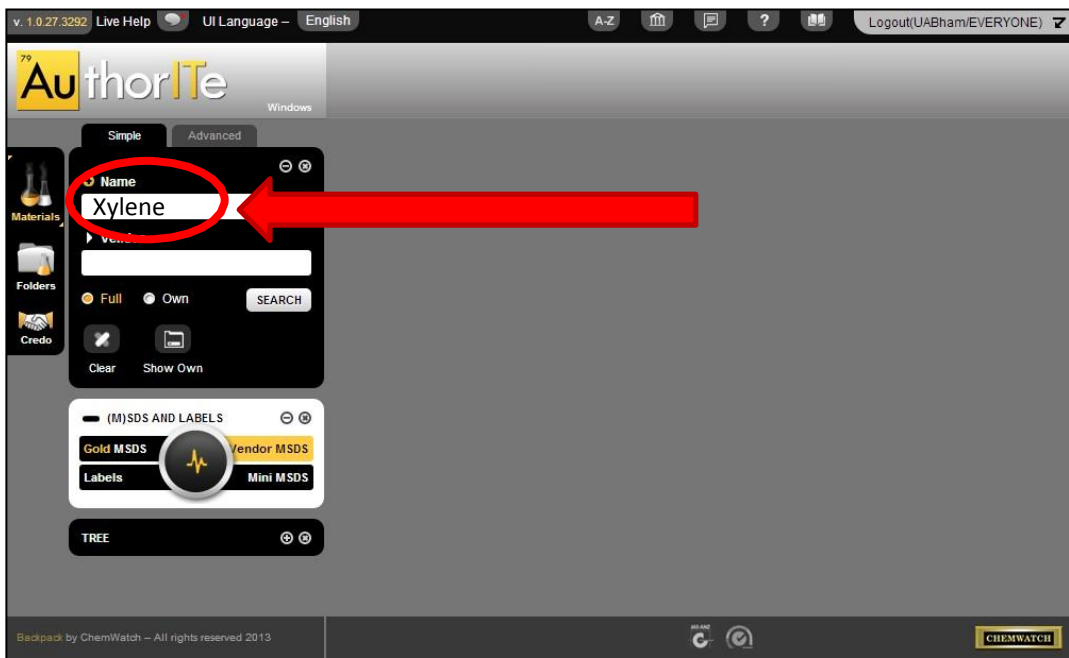 v. 1.0.27.3292 Live Help UI Language – English A-Z ? Logout(UABham/EVERYONE)
79
AuthorITe
Windows
Simple Advanced
Name
Xylene
Materials
Folders
Full Own SEARCH
Credo
Clear Show Own
(M)SDS AND LABELS
Gold MSDS Vendor MSDS
Labels Mini MSDS
TREE
Backpack by ChemWatch – All rights reserved 2013 CHEMWATCH